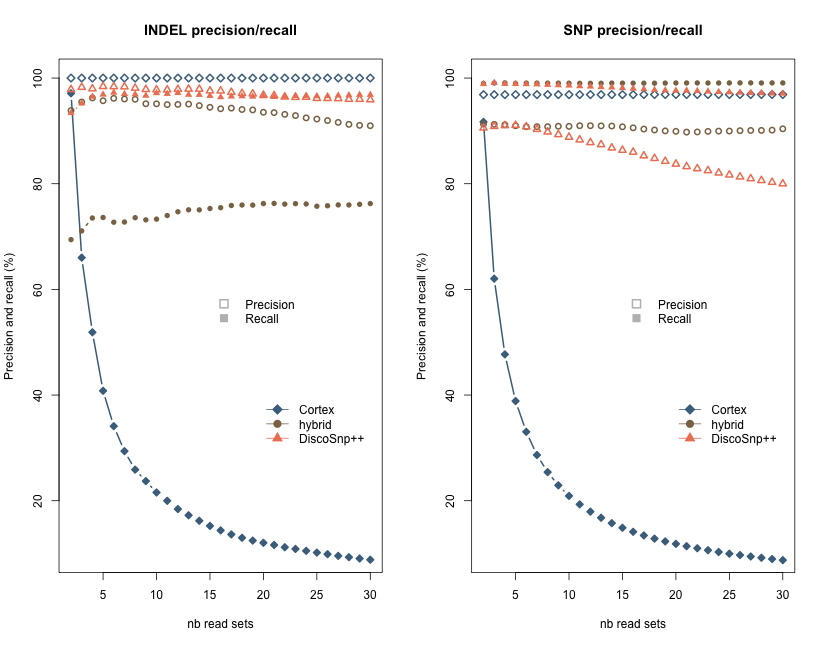 INDEL precision/recall
Precision and recall (%)
100
80
60
40
20
Precision
Recall
Cortex
hybrid
DiscoSnp++
5
10
15
20
25
30
nb read sets
SNP precision/recall
Precision and recall (%)
100
80
60
40
20
Precision
Recall
Cortex
hybrid
DiscoSnp++
5
10
15
20
25
30
nb read sets